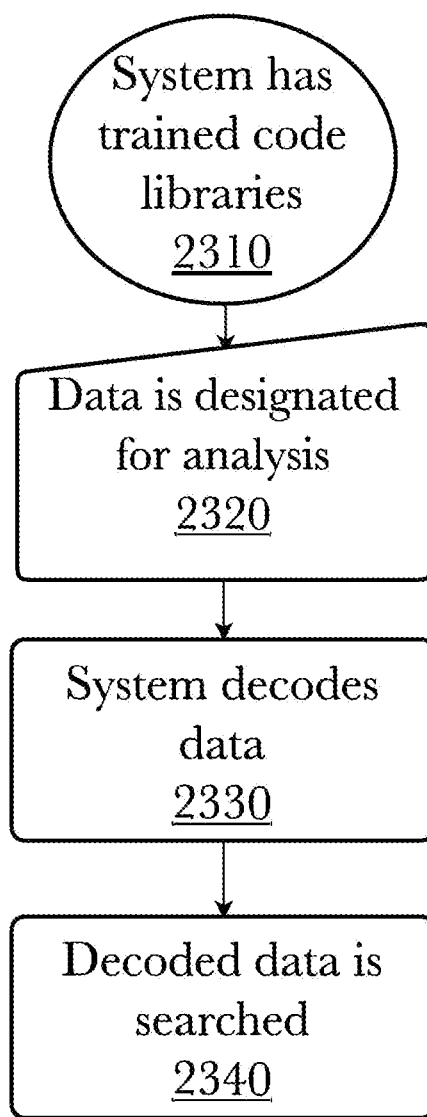 System has
trained code
libraries
2310
Data is designated
for analysis
2320
System decodes
data
2330
Decoded data is
searched
2340